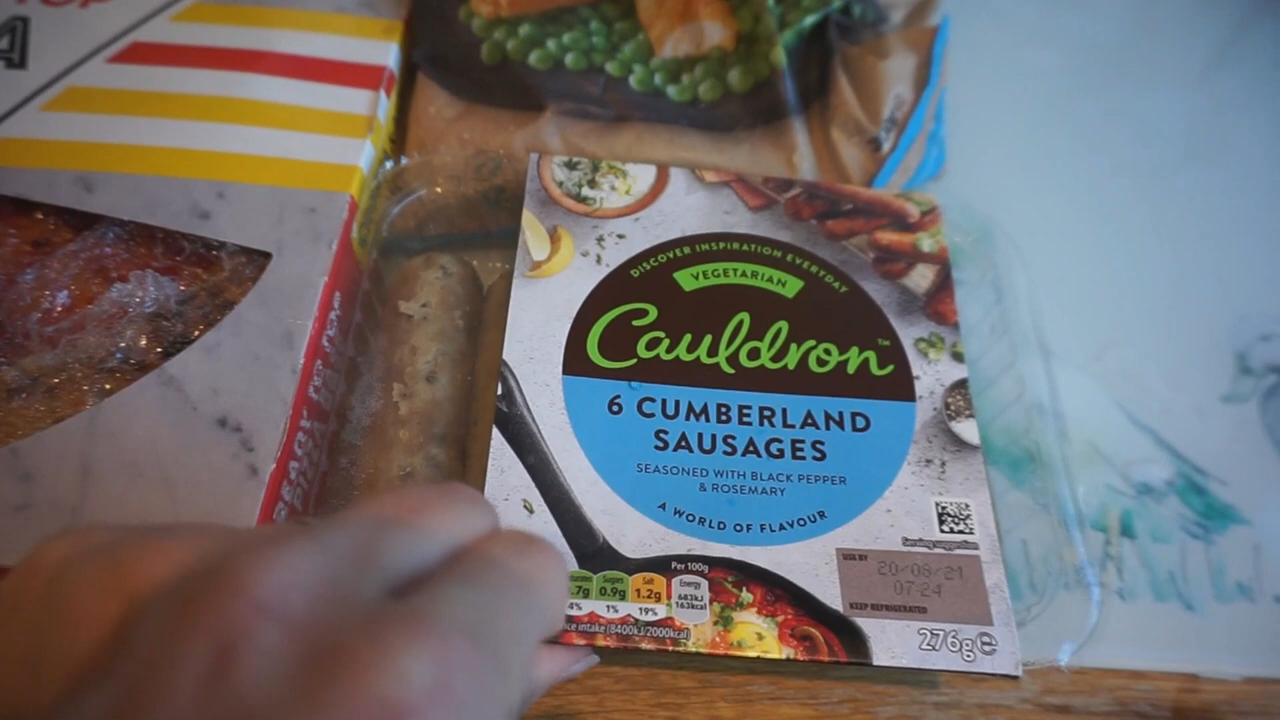 DISCOVER INSPIRATION EVERYDAY
VEGETARIAN
Cauldron™
6 CUMBERLAND
SAUSAGES
SEASONED WITH BLACK PEPPER
& ROSEMARY
A WORLD OF FLAVOUR
Serving suggestion
USE BY
20/08/21
07:24
KEEP REFRIGERATED
276g℮
Per 100g
Sugars
0.9g
1%
Salt
1.2g
19%
Energy
683kJ
163kcal
.7g
4%
intake (8400kJ/2000kcal)